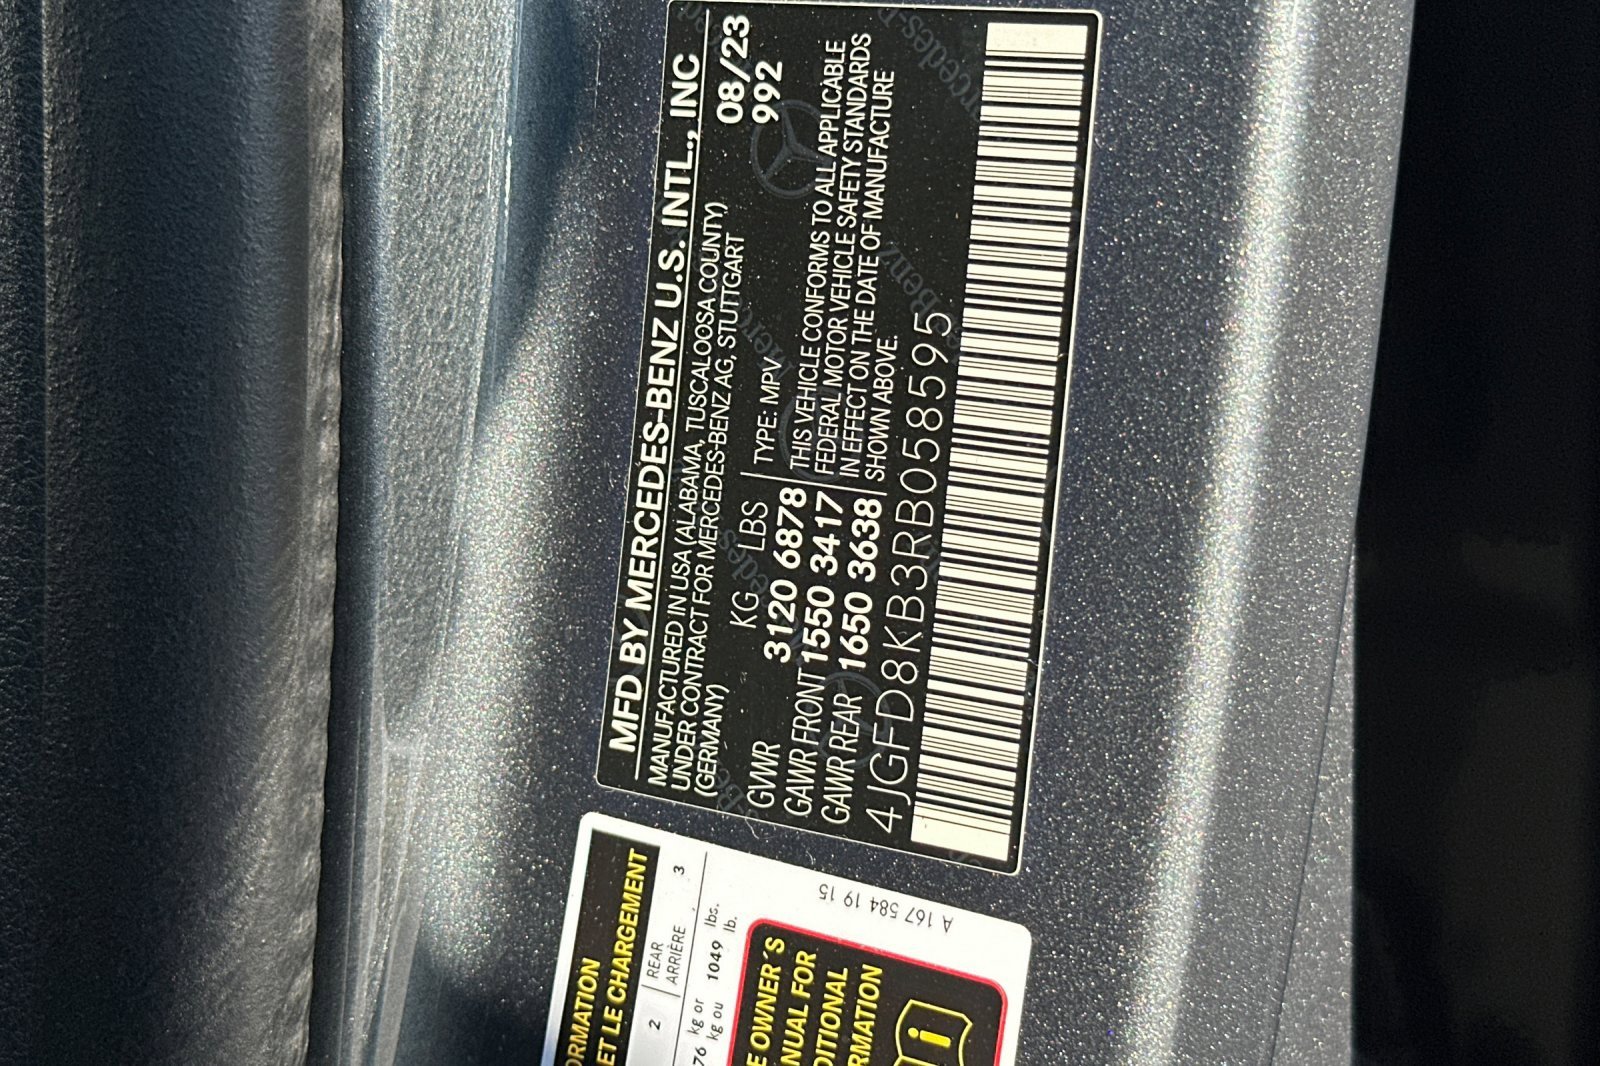 MFD BY MERCEDES-BENZ U.S. INTL., INC
MANUFACTURED IN USA (ALABAMA, TUSCALOOSA COUNTY)
UNDER CONTRACT FOR MERCEDES-BENZ AG, STUTTGART
(GERMANY)
08/23
992
KG LBS
GVWR 3120 6878
GAWR FRONT 1550 3417
GAWR REAR 1650 3638
TYPE: MPV
THIS VEHICLE CONFORMS TO ALL APPLICABLE
FEDERAL MOTOR VEHICLE SAFETY STANDARDS
IN EFFECT ON THE DATE OF MANUFACTURE
SHOWN ABOVE.
4JGFD8KB3RB058595
ORMATION
ET LE CHARGEMENT
2 REAR 3
ARRIÈRE
76 kg or 1049 lbs.
kg ou lb.
A 167 584 19 15
E OWNER'S
NUAL FOR
DITIONAL
RMATION
i